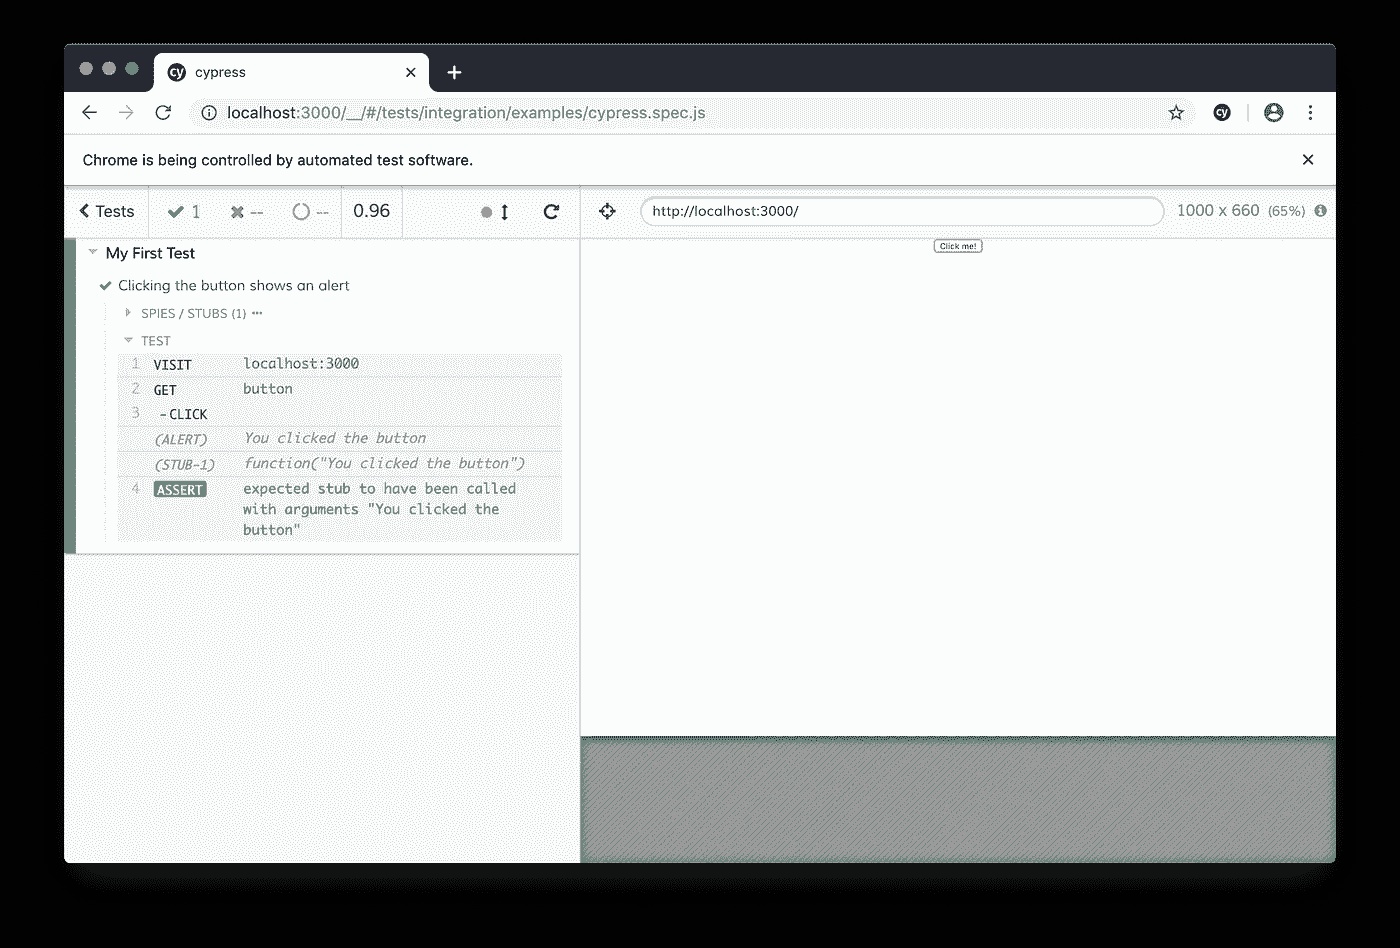 cy cypress
localhost:3000/__/#/tests/integration/examples/cypress.spec.js cy
Chrome is being controlled by automated test software.
Tests 1 -- -- 0.96 http://localhost:3000/ 1000 x 660 (65%)
Click me!
My First Test
Clicking the button shows an alert
SPIES / STUBS (1) •••
TEST
1 VISIT localhost:3000
2 GET button
3 -CLICK
(ALERT) You clicked the button
(STUB-1) function("You clicked the button")
4 ASSERT expected stub to have been called
with arguments "You clicked the
button"